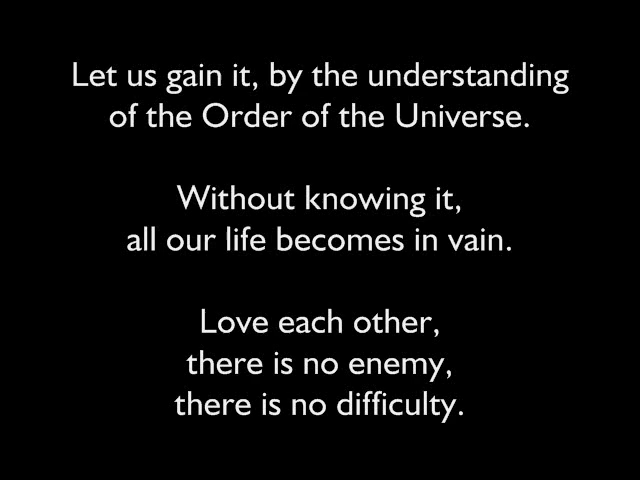 Let us gain it, by the understanding
of the Order of the Universe.
Without knowing it,
all our life becomes in vain.
Love each other,
there is no enemy,
there is no difficulty.